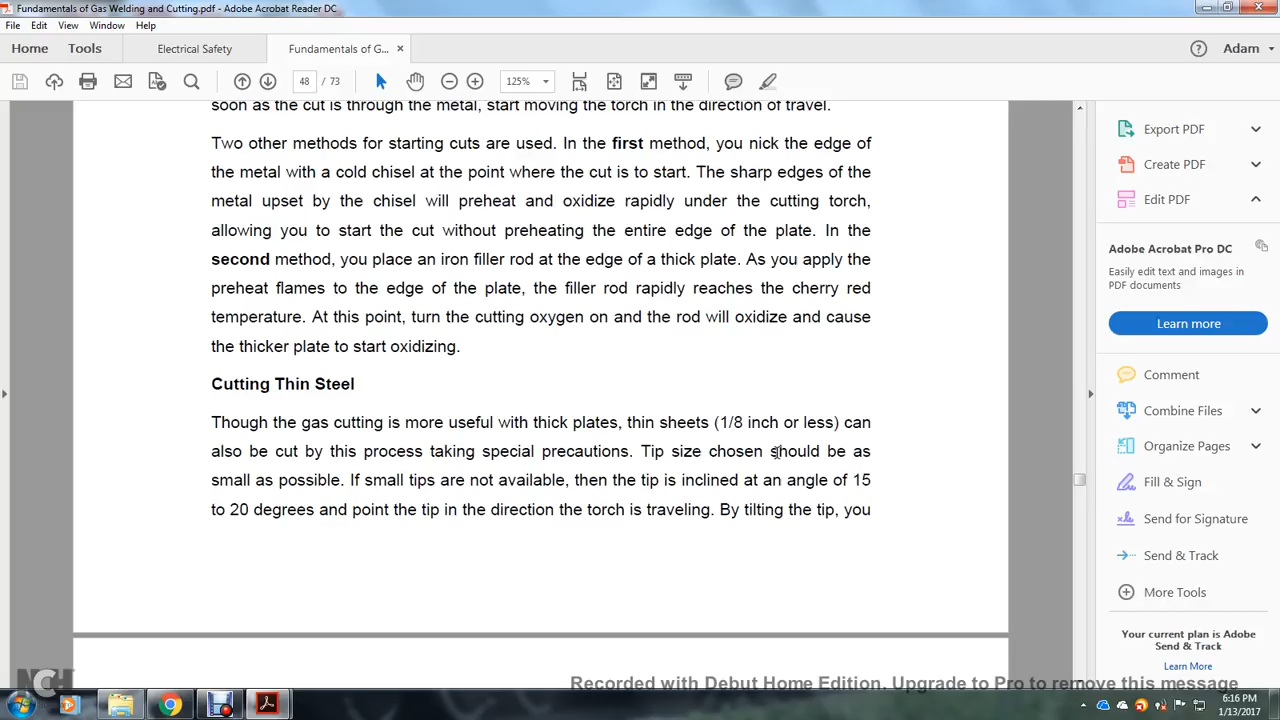 Fundamentals of Gas Welding and Cutting.pdf - Adobe Acrobat Reader DC
File Edit View Window Help
Home Tools Electrical Safety Fundamentals of G... × Adam
48 / 73 125%
soon as the cut is through the metal, start moving the torch in the direction of travel.
Two other methods for starting cuts are used. In the first method, you nick the edge of
the metal with a cold chisel at the point where the cut is to start. The sharp edges of the
metal upset by the chisel will preheat and oxidize rapidly under the cutting torch,
allowing you to start the cut without preheating the entire edge of the plate. In the
second method, you place an iron filler rod at the edge of a thick plate. As you apply the
preheat flames to the edge of the plate, the filler rod rapidly reaches the cherry red
temperature. At this point, turn the cutting oxygen on and the rod will oxidize and cause
the thicker plate to start oxidizing.
Cutting Thin Steel
Though the gas cutting is more useful with thick plates, thin sheets (1/8 inch or less) can
also be cut by this process taking special precautions. Tip size chosen should be as
small as possible. If small tips are not available, then the tip is inclined at an angle of 15
to 20 degrees and point the tip in the direction the torch is traveling. By tilting the tip, you
Export PDF
Create PDF
Edit PDF
Adobe Acrobat Pro DC
Easily edit text and images in
PDF documents
Learn more
Comment
Combine Files
Organize Pages
Fill & Sign
Send for Signature
Send & Track
More Tools
Your current plan is Adobe
Send & Track
Learn More
NCH
Recorded with Debut Home Edition. Upgrade to Pro to remove this message
6:16 PM
1/13/2017